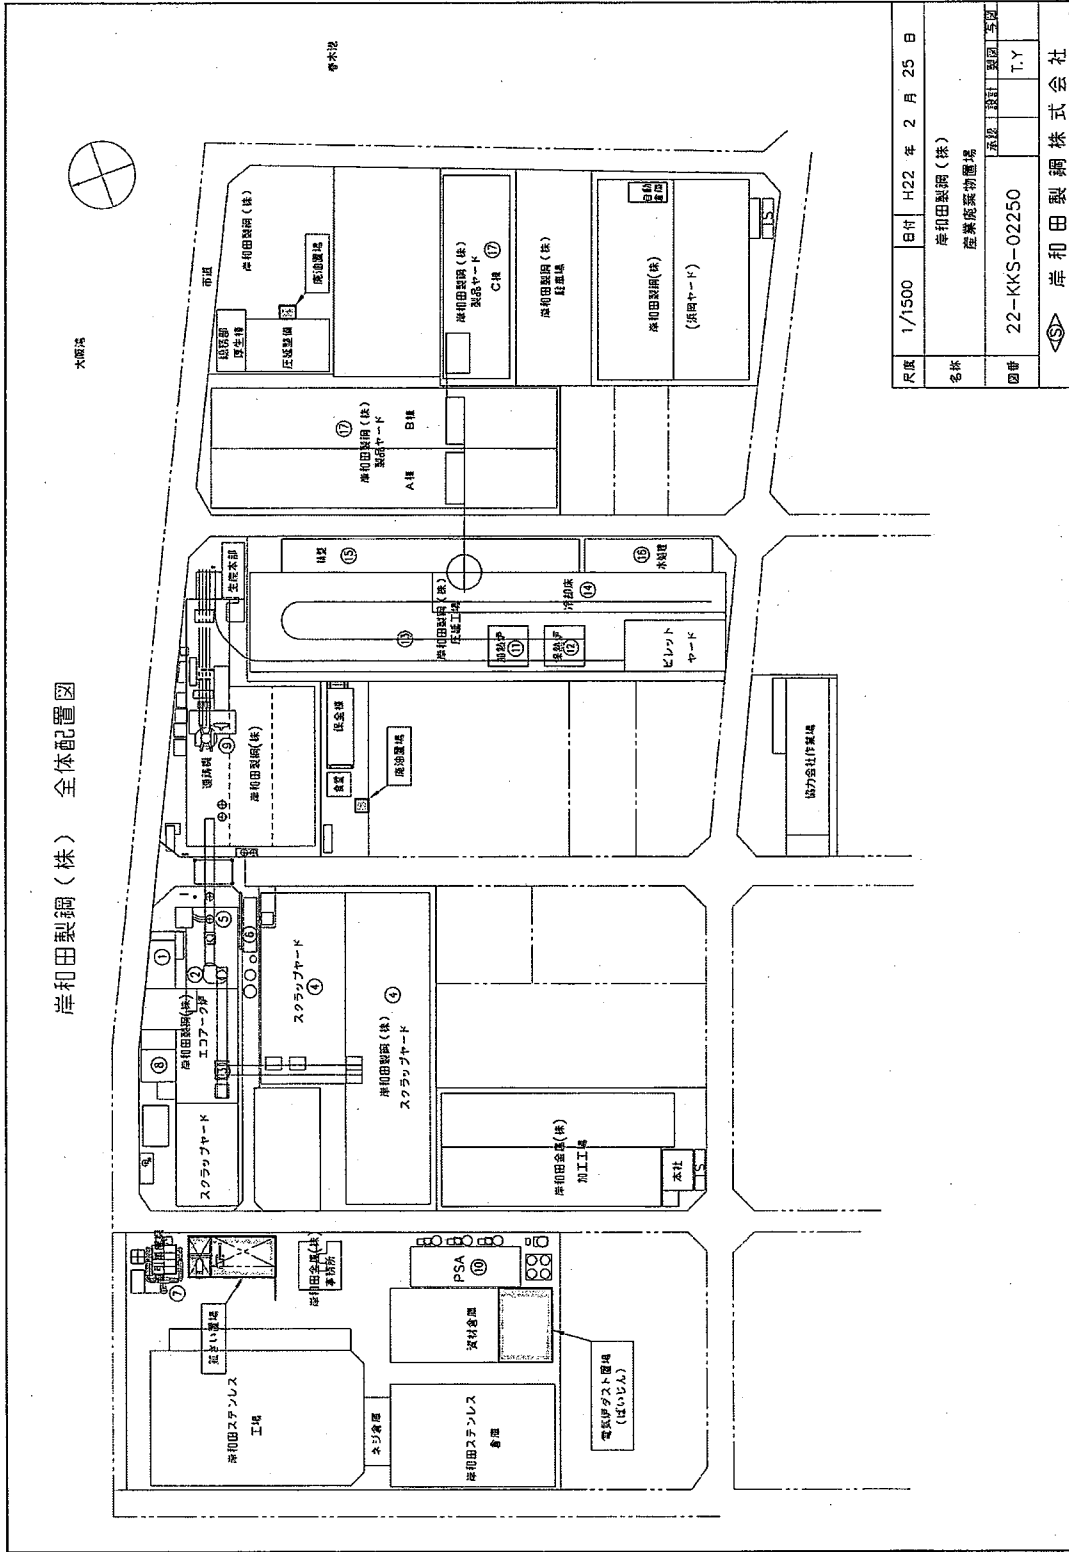 岸和田製鋼(株) 全体配置図
大阪湾
春木港
市道
岸和田ステンレス
工場
ネジ倉庫
岸和田ステンレス
倉庫
鉱さい置場
⑦
岸和田金属(株)
事務所
PSA
⑩
資材倉庫
電気炉ダスト置場
(ばいじん)
スクラップヤード
⑧
岸和田製鋼(株)
エコアーク炉
①
②
③
⑤
⑥
スクラップヤード
④
岸和田製鋼(株)
スクラップヤード
④
岸和田金属(株)
加工工場
本社
S
連鋳機
⑨
岸和田製鋼(株)
食堂
保全棟
廃油置場
協力会社作業場
生産本部
精整
⑮
⑬
岸和田製鋼(株)
圧延工場
加熱炉
⑪
保熱炉
⑫
冷却床
⑭
水処理
⑯
ビレット
ヤード
⑰
岸和田製鋼(株)
製品ヤード
A棟
B棟
総務部
厚生棟
圧延整備
岸和田製鋼(株)
廃油置場
岸和田製鋼(株)
製品ヤード
C棟
⑰
岸和田製鋼(株)
駐車場
岸和田製鋼(株)
(浜岡ヤード)
自動
倉庫
S
尺度 1/1500 日付 H22 年 2 月 25 日
名称 岸和田製鋼(株)
産業廃棄物置場
承認 設計 製図 写図
図番 22-KKS-02250 T.Y
S 岸和田製鋼株式会社